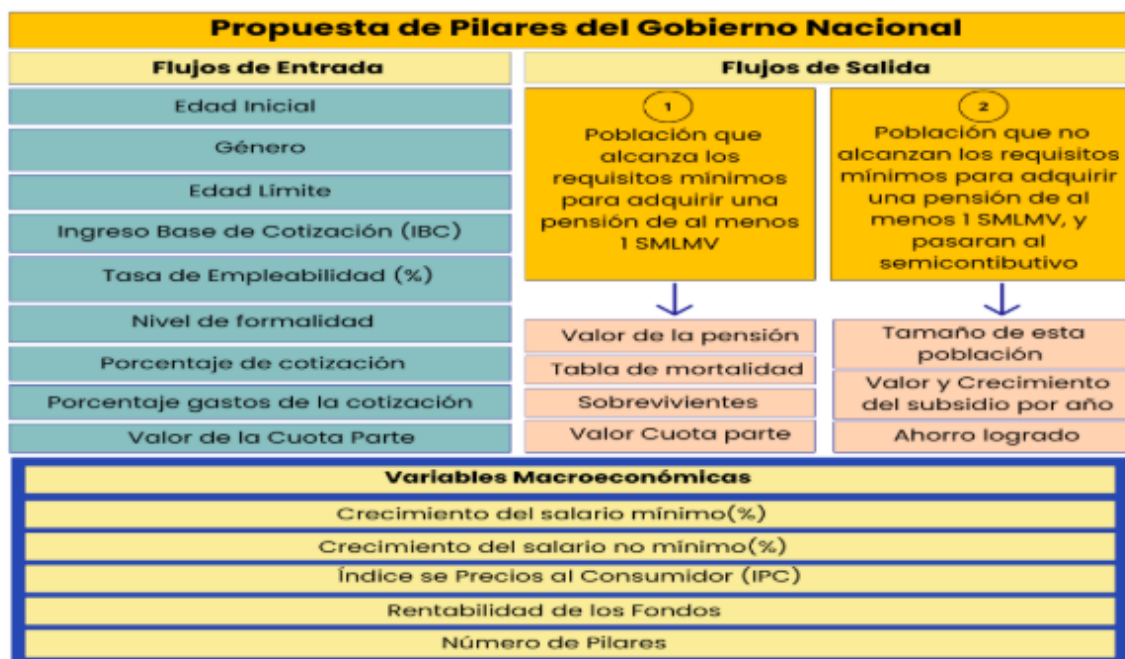 Propuesta de Pilares del Gobierno Nacional
Flujos de Entrada
Edad Inicial
Género
Edad Límite
Ingreso Base de Cotización (IBC)
Tasa de Empleabilidad (%)
Nivel de formalidad
Porcentaje de cotización
Porcentaje gastos de la cotización
Valor de la Cuota Parte
Flujos de Salida
1
Población que
alcanza los
requisitos mínimos
para adquirir una
pensión de al menos
1 SMLMV
Valor de la pensión
Tabla de mortalidad
Sobrevivientes
Valor Cuota parte
2
Población que no
alcanzan los requisitos
mínimos para adquirir
una pensión de al
menos 1 SMLMV, y
pasaran al
semicontibutivo
Tamaño de esta
población
Valor y Crecimiento
del subsidio por año
Ahorro logrado
Variables Macroeconómicas
Crecimiento del salario mínimo(%)
Crecimiento del salario no mínimo(%)
Índice se Precios al Consumidor (IPC)
Rentabilidad de los Fondos
Número de Pilares